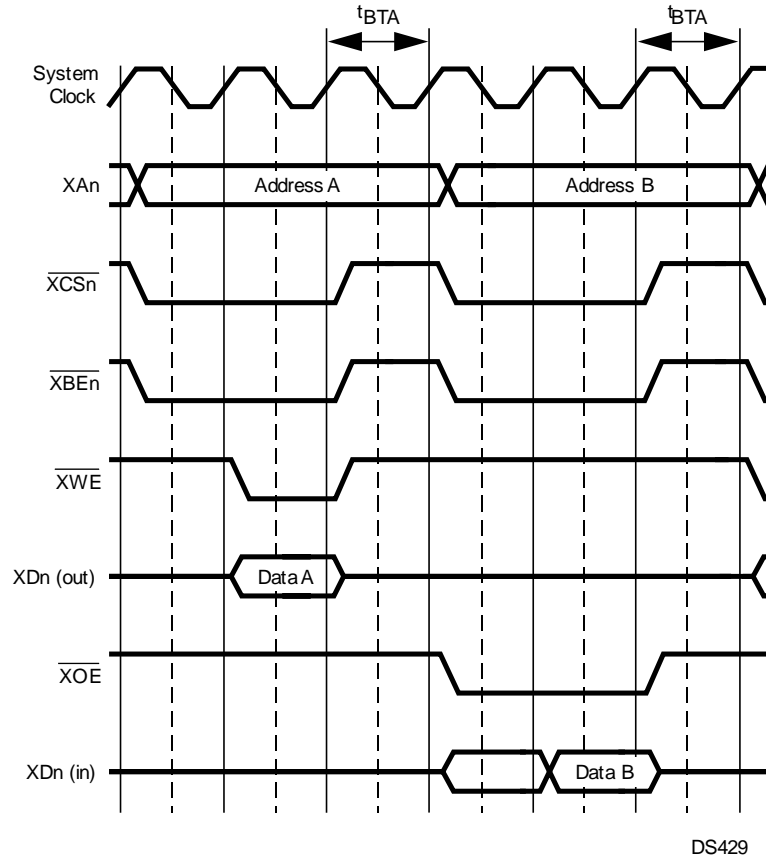 tBTA tBTA
System
Clock
XAn Address A Address B
XCSn
XBEn
XWE
XDn (out) Data A
XOE
XDn (in) Data B
DS429